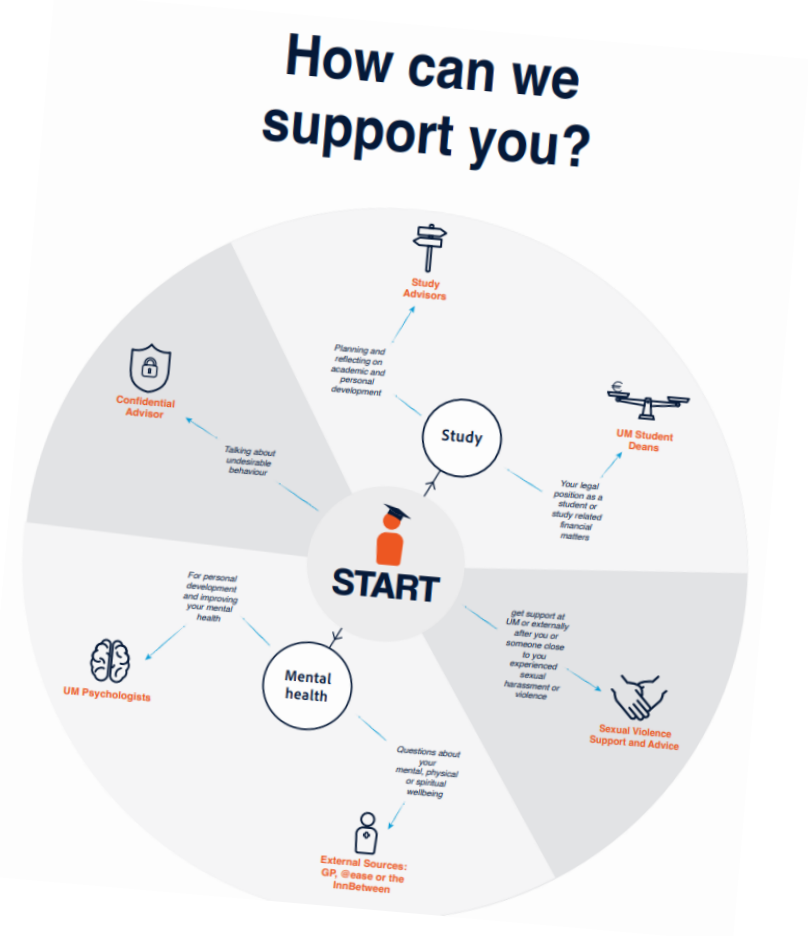 How can we
support you?
Study
Advisors
Planning and
reflecting on
academic and
personal
development
Study
UM Student
Deans
Your legal
position as a
student or
study related
financial
matters
Confidential
Advisor
Talking about
undesirable
behaviour
START
get support at
UM or externally
after you or
someone close
to you
experienced
sexual
harassment or
violence
Sexual Violence
Support and Advice
For personal
development
and improving
your mental
health
UM Psychologists
Mental
health
Questions about
your
mental, physical
or spiritual
wellbeing
External Sources:
GP, @ease or the
InnBetween